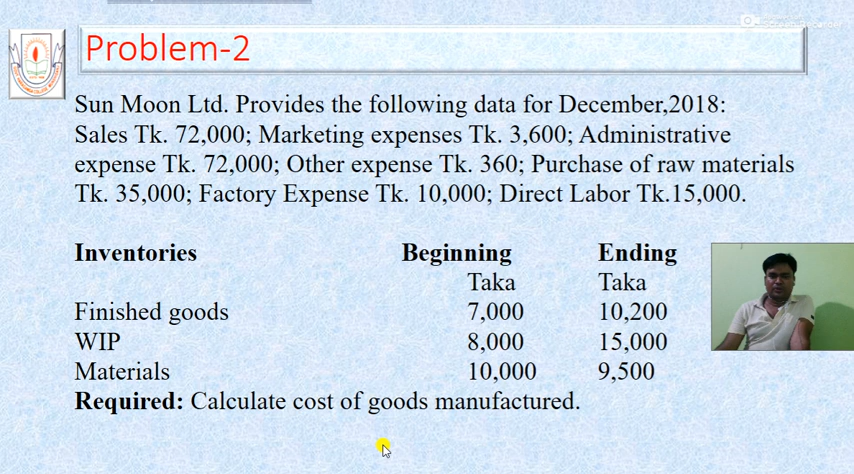 Problem-2
Sun Moon Ltd. Provides the following data for December,2018:
Sales Tk. 72,000; Marketing expenses Tk. 3,600; Administrative
expense Tk. 72,000; Other expense Tk. 360; Purchase of raw materials
Tk. 35,000; Factory Expense Tk. 10,000; Direct Labor Tk.15,000.
Inventories Beginning Ending
Taka Taka
Finished goods 7,000 10,200
WIP 8,000 15,000
Materials 10,000 9,500
Required: Calculate cost of goods manufactured.